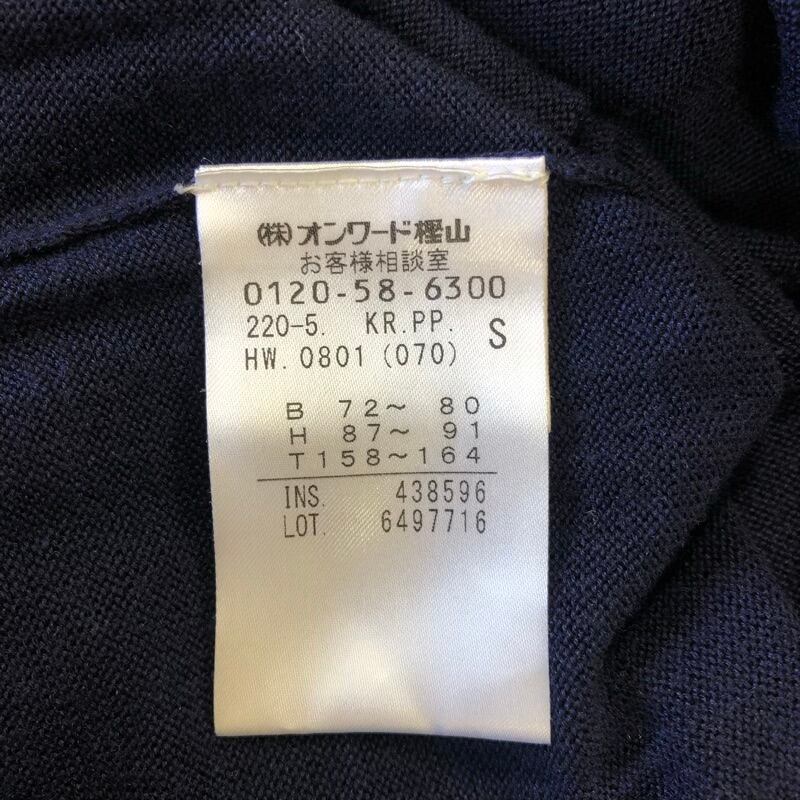 (株)オンワード樫山
お客様相談室
0120-58-6300
220-5. KR.PP. S
HW.0801(070)
B 72〜 80
H 87〜 91
T158〜164
INS. 438596
LOT. 6497716